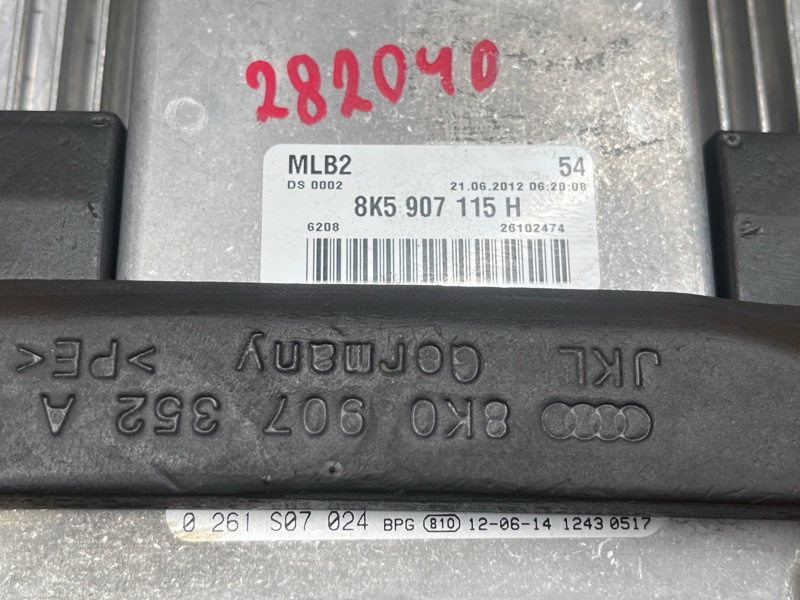 282040
MLB2 54
DS 0002 21.06.2012 06:20:08
8K5 907 115 H
6208 26102474
JKL Germany >PE<
8K0 907 352 A
0 261 S07 024 BPG 810 12-06-14 1243 0517